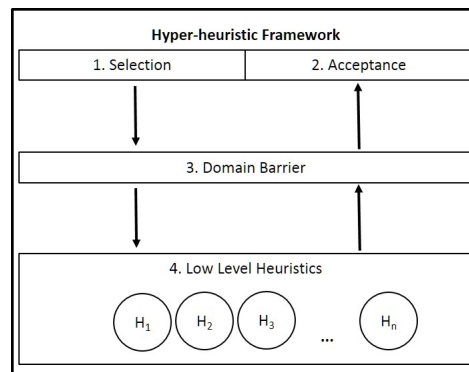 Hyper-heuristic Framework
1. Selection 2. Acceptance
3. Domain Barrier
4. Low Level Heuristics
H1 H2 H3 ... Hn